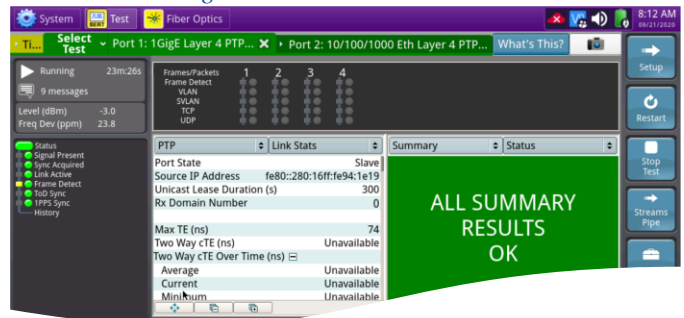 System Test Fiber Optics 8:12 AM
09/21/2020
Ti... Select Test Port 1: 1GigE Layer 4 PTP... Port 2: 10/100/1000 Eth Layer 4 PTP... What's This?
Running 23m:26s
9 messages
Level (dBm) -3.0
Freq Dev (ppm) 23.8
Frames/Packets 1 2 3 4
Frame Detect
VLAN
SVLAN
TCP
UDP
Setup
Restart
Stop
Test
Streams
Pipe
Status
Signal Present
Sync Acquired
Link Active
Frame Detect
ToD Sync
1PPS Sync
History
PTP Link Stats
Port State Slave
Source IP Address fe80::280:16ff:fe94:1e19
Unicast Lease Duration (s) 300
Rx Domain Number 0
Max TE (ns) 74
Two Way cTE (ns) Unavailable
Two Way cTE Over Time (ns)
Average Unavailable
Current Unavailable
Minimum Unavailable
Summary Status
ALL SUMMARY
RESULTS
OK